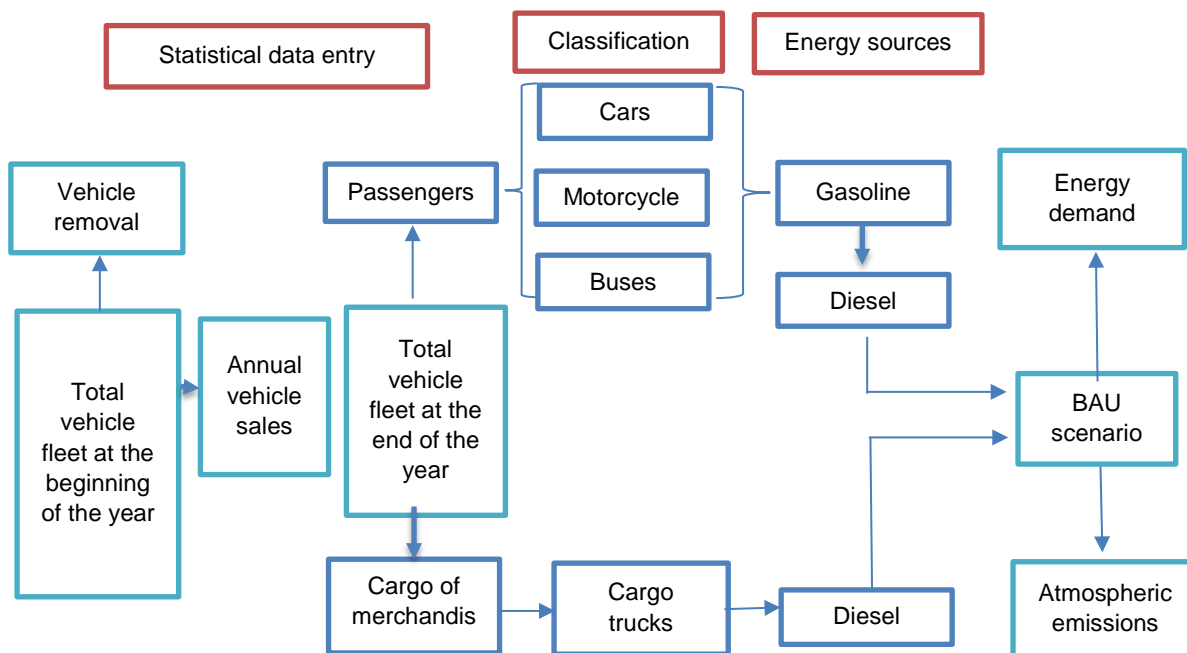 Statistical data entry
Classification
Energy sources
Cars
Vehicle
removal
Passengers
Motorcycle
Gasoline
Energy
demand
Buses
Diesel
Total
vehicle
fleet at the
beginning
of the year
Annual
vehicle
sales
Total
vehicle
fleet at the
end of the
year
BAU
scenario
Cargo of
merchandis
Cargo
trucks
Diesel
Atmospheric
emissions